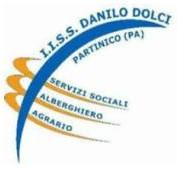 I.I.S.S. DANILO DOLCI
PARTINICO (PA)
SERVIZI SOCIALI
ALBERGHIERO
AGRARIO